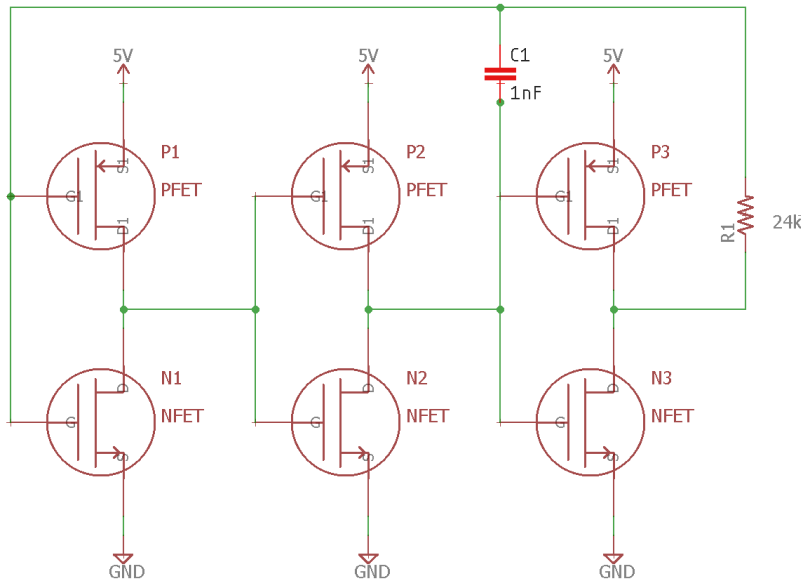 C1
5V
5V
5V
1nF
P1
P2
P3
S1
S1
S1
PFET
PFET
PFET
G1
G1
G1
D1
D1
D1
R1
24k
N1
N2
N3
D
D
D
NFET
NFET
NFET
G
G
G
S
S
S
GND
GND
GND